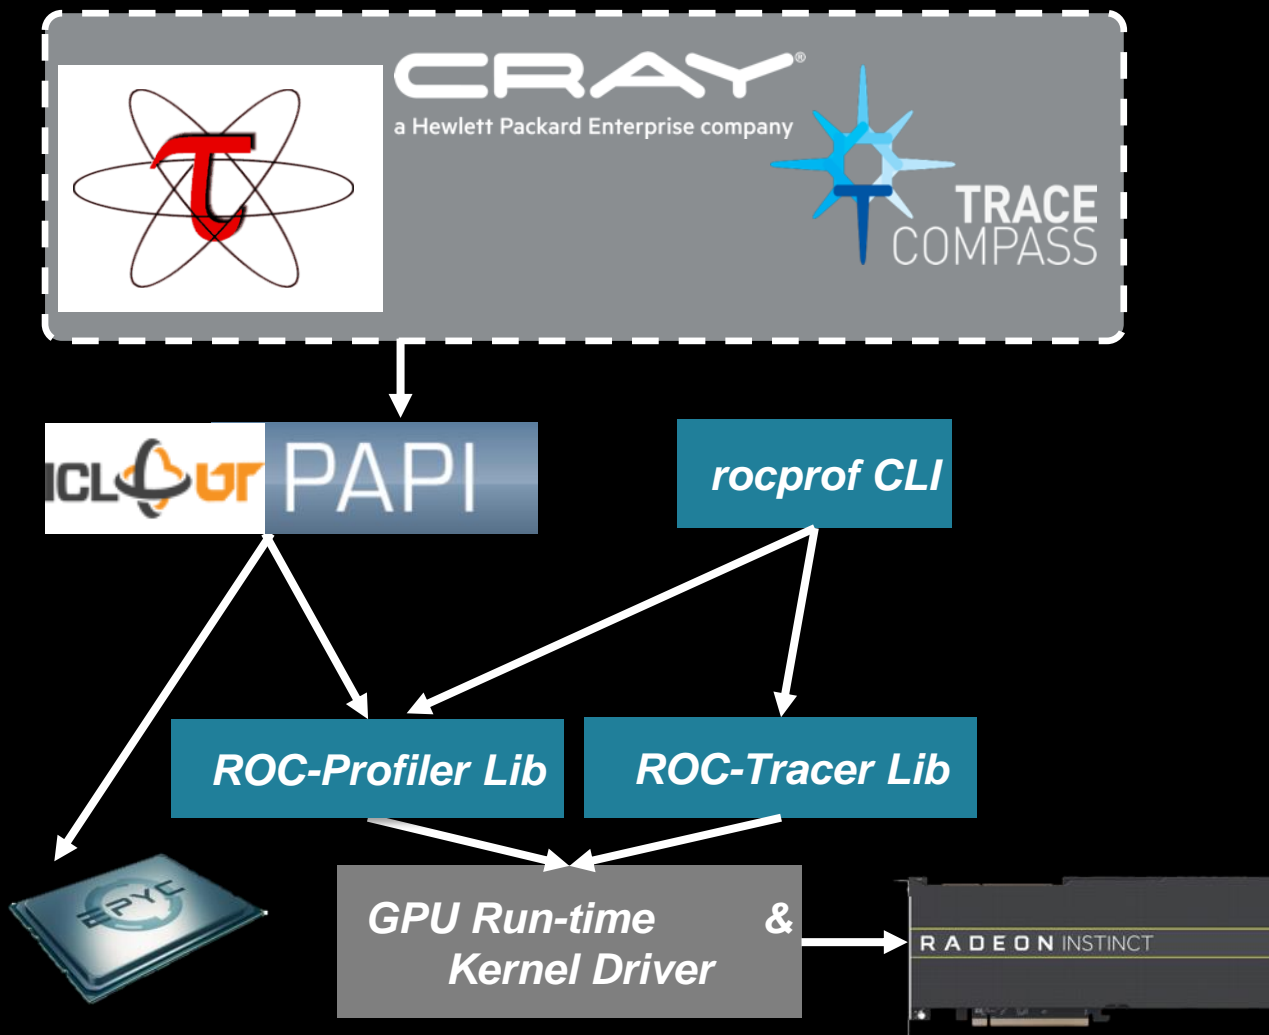 τ
CRAY®
a Hewlett Packard Enterprise company
TRACE
COMPASS
ICL UT PAPI
rocprof CLI
ROC-Profiler Lib
ROC-Tracer Lib
EPYC
GPU Run-time &
Kernel Driver
RADEON INSTINCT